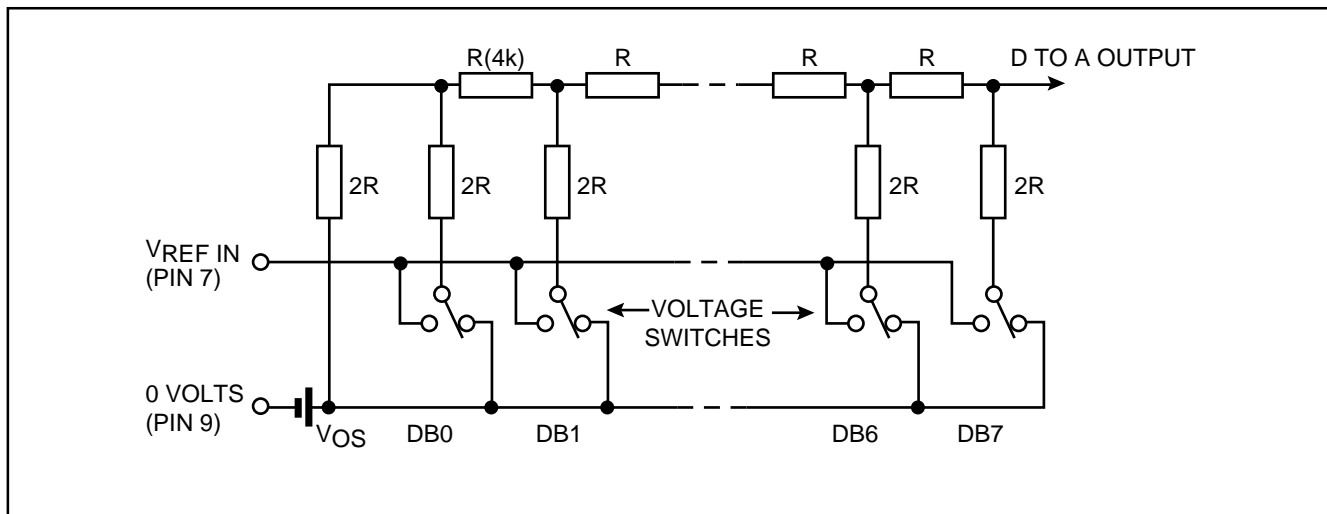 R(4k) R R R D TO A OUTPUT
2R 2R 2R 2R 2R
VREF IN
(PIN 7)
VOLTAGE
SWITCHES
0 VOLTS
(PIN 9)
VOS DB0 DB1 DB6 DB7